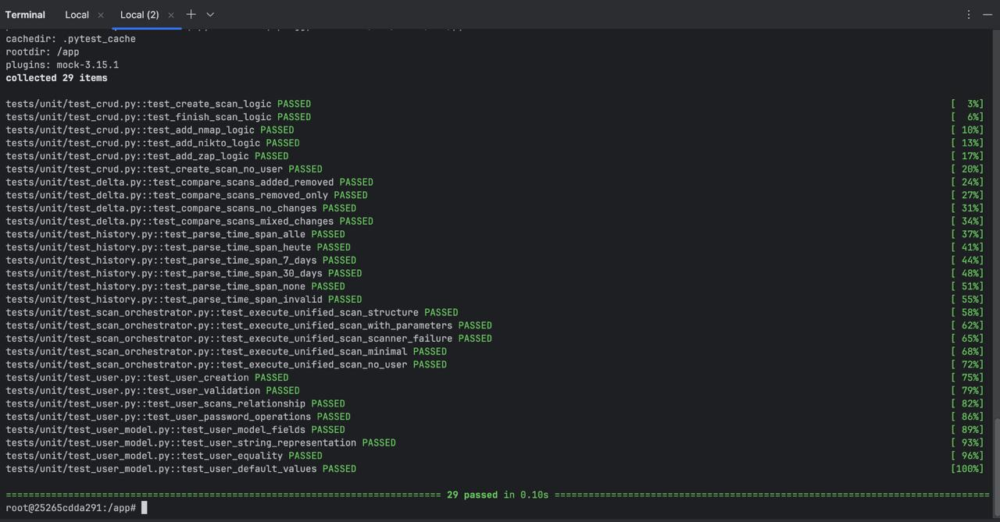 Terminal Local × Local (2) ×
cachedir: .pytest_cache
rootdir: /app
plugins: mock-3.15.1
collected 29 items
tests/unit/test_crud.py::test_create_scan_logic PASSED [  3%]
tests/unit/test_crud.py::test_finish_scan_logic PASSED [  6%]
tests/unit/test_crud.py::test_add_nmap_logic PASSED [ 10%]
tests/unit/test_crud.py::test_add_nikto_logic PASSED [ 13%]
tests/unit/test_crud.py::test_add_zap_logic PASSED [ 17%]
tests/unit/test_crud.py::test_create_scan_no_user PASSED [ 20%]
tests/unit/test_delta.py::test_compare_scans_added_removed PASSED [ 24%]
tests/unit/test_delta.py::test_compare_scans_removed_only PASSED [ 27%]
tests/unit/test_delta.py::test_compare_scans_no_changes PASSED [ 31%]
tests/unit/test_delta.py::test_compare_scans_mixed_changes PASSED [ 34%]
tests/unit/test_history.py::test_parse_time_span_alle PASSED [ 37%]
tests/unit/test_history.py::test_parse_time_span_heute PASSED [ 41%]
tests/unit/test_history.py::test_parse_time_span_7_days PASSED [ 44%]
tests/unit/test_history.py::test_parse_time_span_30_days PASSED [ 48%]
tests/unit/test_history.py::test_parse_time_span_none PASSED [ 51%]
tests/unit/test_history.py::test_parse_time_span_invalid PASSED [ 55%]
tests/unit/test_scan_orchestrator.py::test_execute_unified_scan_structure PASSED [ 58%]
tests/unit/test_scan_orchestrator.py::test_execute_unified_scan_with_parameters PASSED [ 62%]
tests/unit/test_scan_orchestrator.py::test_execute_unified_scan_scanner_failure PASSED [ 65%]
tests/unit/test_scan_orchestrator.py::test_execute_unified_scan_minimal PASSED [ 68%]
tests/unit/test_scan_orchestrator.py::test_execute_unified_scan_no_user PASSED [ 72%]
tests/unit/test_user.py::test_user_creation PASSED [ 75%]
tests/unit/test_user.py::test_user_validation PASSED [ 79%]
tests/unit/test_user.py::test_user_scans_relationship PASSED [ 82%]
tests/unit/test_user.py::test_user_password_operations PASSED [ 86%]
tests/unit/test_user_model.py::test_user_model_fields PASSED [ 89%]
tests/unit/test_user_model.py::test_user_string_representation PASSED [ 93%]
tests/unit/test_user_model.py::test_user_equality PASSED [ 96%]
tests/unit/test_user_model.py::test_user_default_values PASSED [100%]
============================================================================= 29 passed in 0.10s =============================================================================
root@25265cdda291:/app#